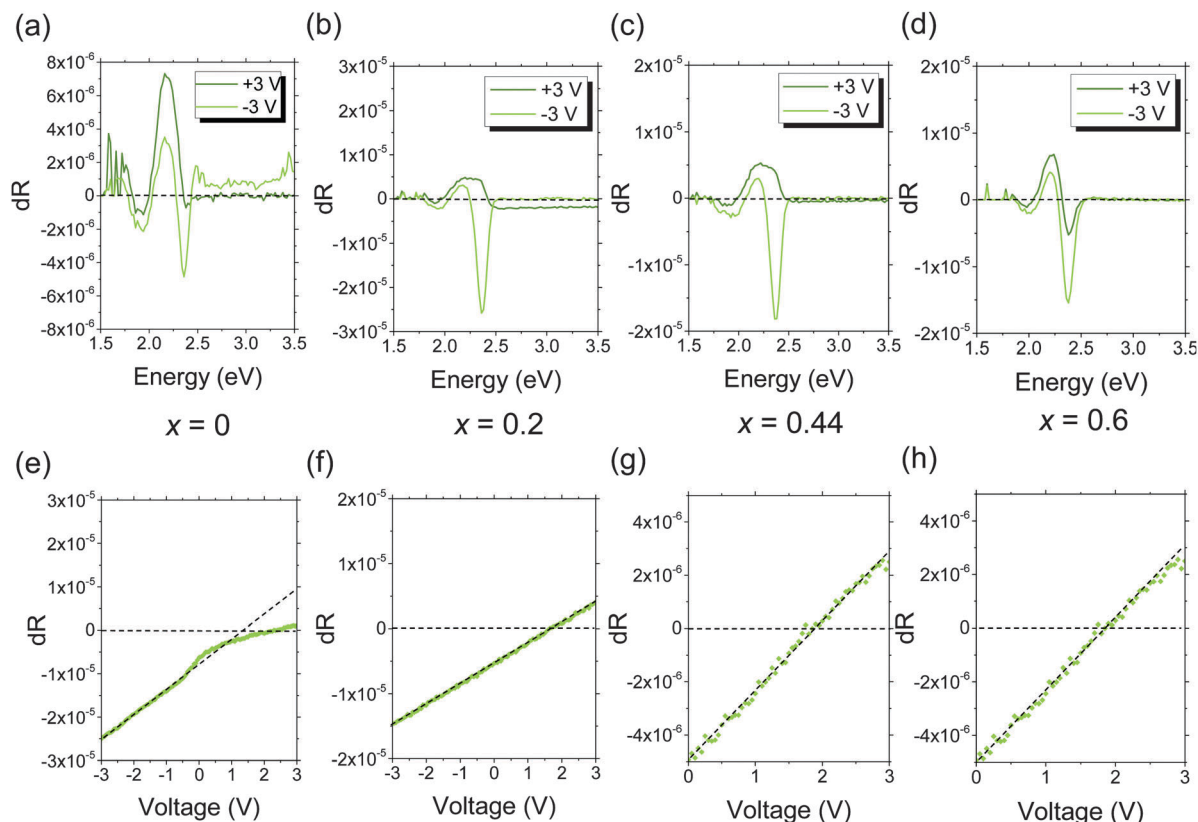 (a)
8x10⁻⁶
6x10⁻⁶
4x10⁻⁶
2x10⁻⁶
0
-2x10⁻⁶
-4x10⁻⁶
-6x10⁻⁶
-8x10⁻⁶
dR
+3 V
-3 V
1.5 2.0 2.5 3.0 3.5
Energy (eV)
x = 0
(b)
3x10⁻⁵
2x10⁻⁵
1x10⁻⁵
0
-1x10⁻⁵
-2x10⁻⁵
-3x10⁻⁵
dR
+3 V
-3 V
1.5 2.0 2.5 3.0 3.5
Energy (eV)
x = 0.2
(c)
2x10⁻⁵
1x10⁻⁵
0
-1x10⁻⁵
-2x10⁻⁵
dR
+3 V
-3 V
1.5 2.0 2.5 3.0 3.5
Energy (eV)
x = 0.44
(d)
2x10⁻⁵
1x10⁻⁵
0
-1x10⁻⁵
-2x10⁻⁵
dR
+3 V
-3 V
1.5 2.0 2.5 3.0 3.5
Energy (eV)
x = 0.6
(e)
3x10⁻⁵
2x10⁻⁵
1x10⁻⁵
0
-1x10⁻⁵
-2x10⁻⁵
-3x10⁻⁵
dR
-3 -2 -1 0 1 2 3
Voltage (V)
(f)
2x10⁻⁵
1x10⁻⁵
0
-1x10⁻⁵
-2x10⁻⁵
dR
-3 -2 -1 0 1 2 3
Voltage (V)
(g)
4x10⁻⁶
2x10⁻⁶
0
-2x10⁻⁶
-4x10⁻⁶
dR
0 1 2 3
Voltage (V)
(h)
4x10⁻⁶
2x10⁻⁶
0
-2x10⁻⁶
-4x10⁻⁶
dR
0 1 2 3
Voltage (V)